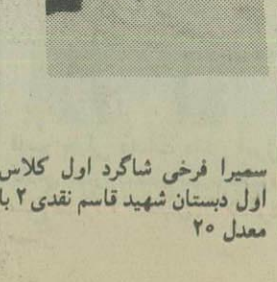 سمیرا فرخی شاگرد اول کلاس
اول دبستان شهید قاسم نقدی ۲ با
معدل ۲۰